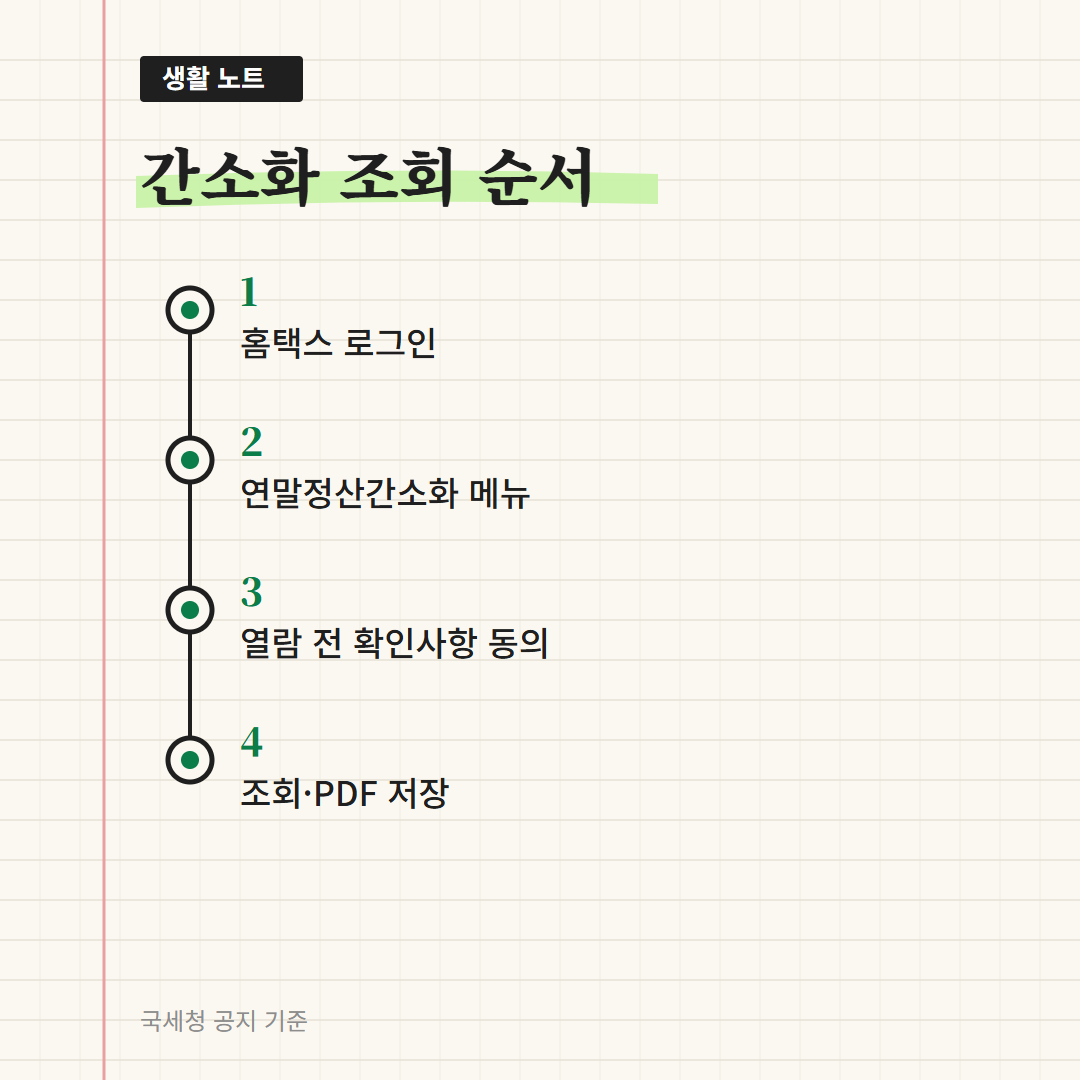 생활 노트
간소화 조회 순서
1
홈택스 로그인
2
연말정산간소화 메뉴
3
열람 전 확인사항 동의
4
조회·PDF 저장
국세청 공지 기준